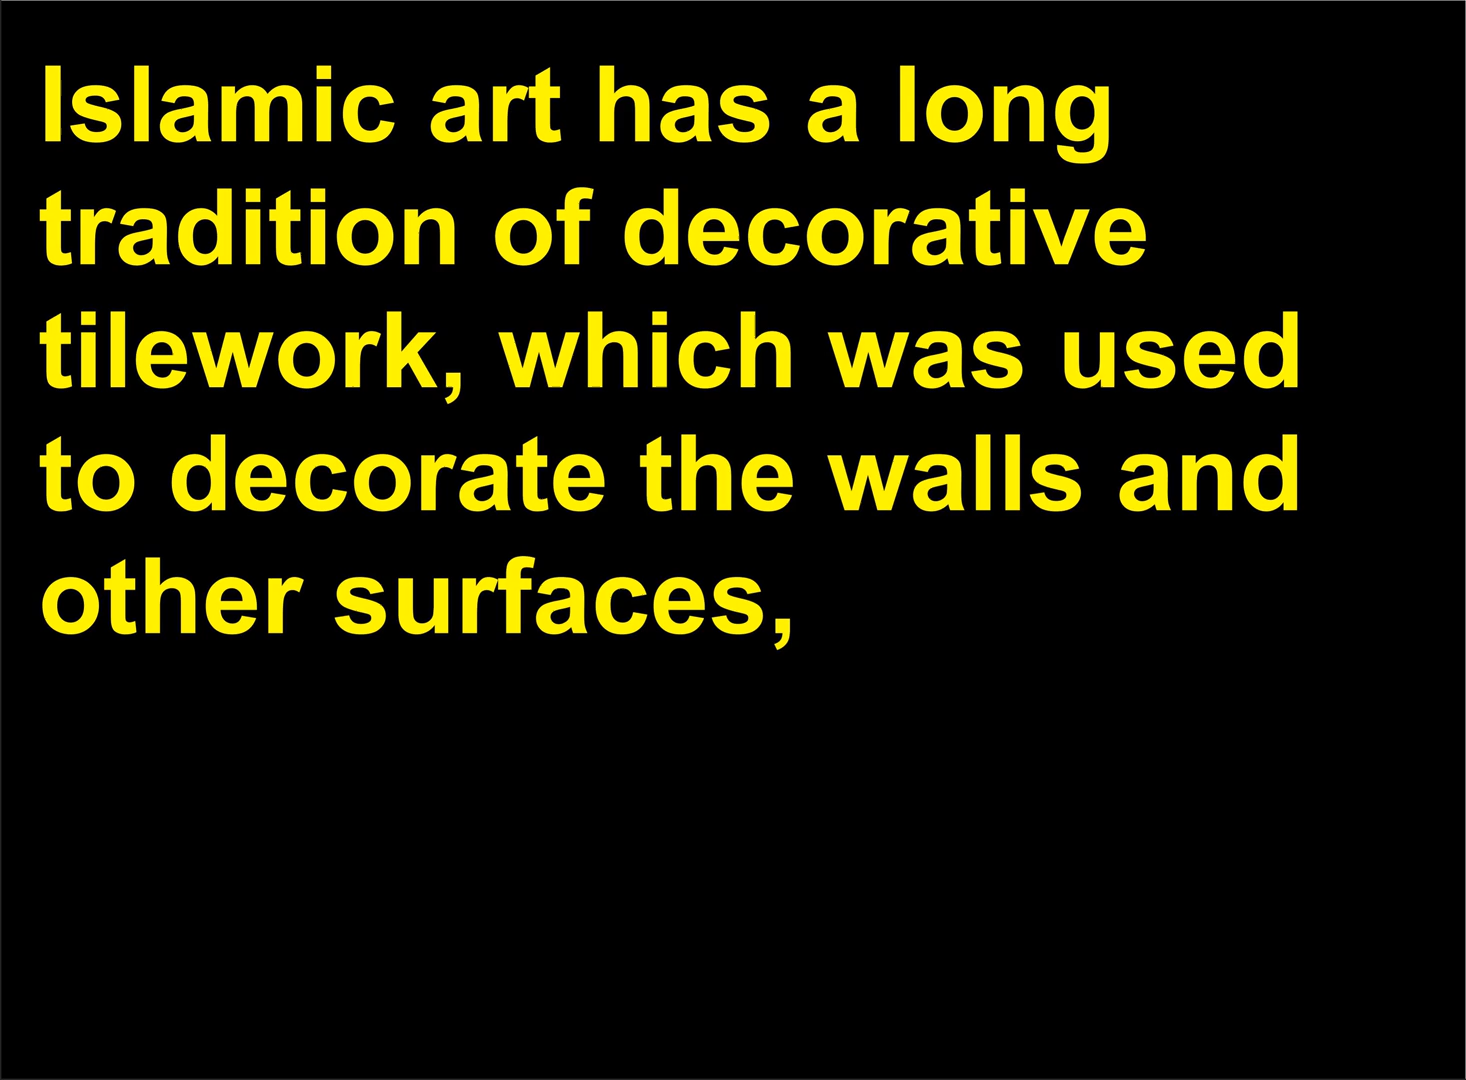 Islamic art has a long
tradition of decorative
tilework, which was used
to decorate the walls and
other surfaces,